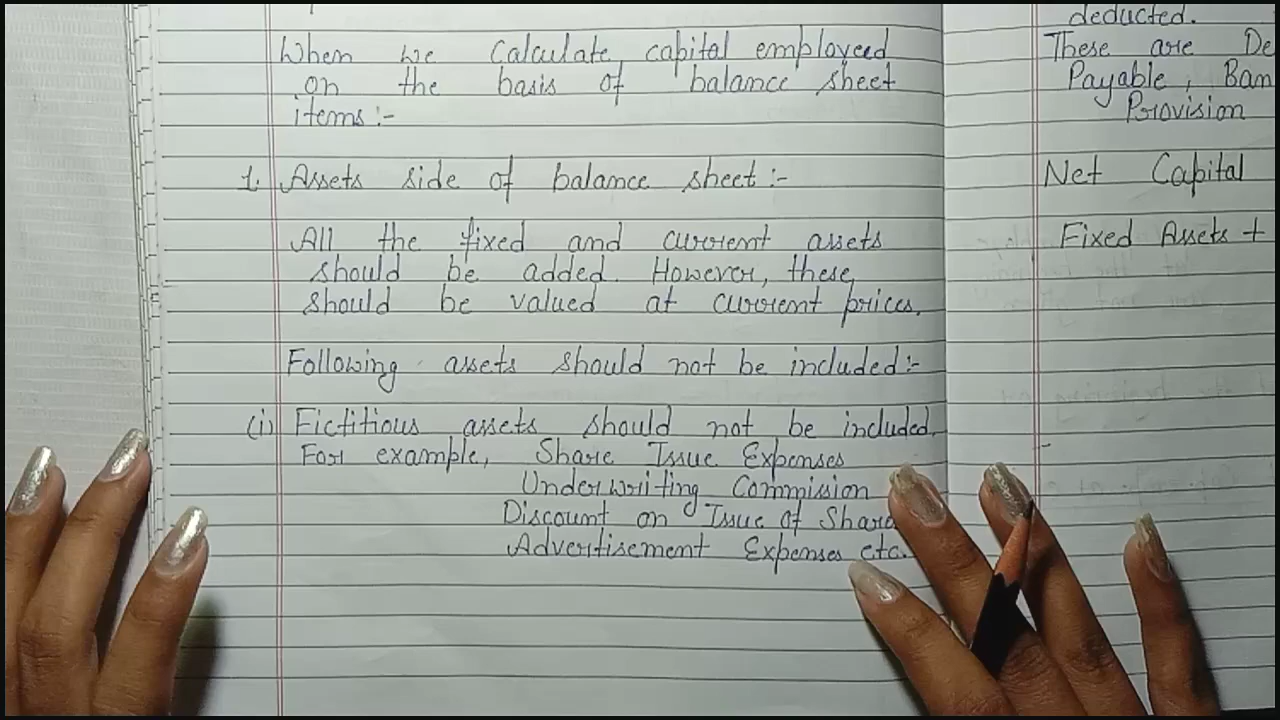 When we Calculate capital employeed
on the basis of balance sheet
items :-
1. Assets side of balance sheet :-
All the fixed and current assets
should be added. However, these
should be valued at current prices.
Following assets should not be included :-
(i) Fictitious assets should not be included.
For example, Share Issue Expenses
Underwriting Commission
Discount on Issue of Share
Advertisement Expenses etc.
deducted.
These are De
Payable, Ban
Provision
Net Capital
Fixed Assets +